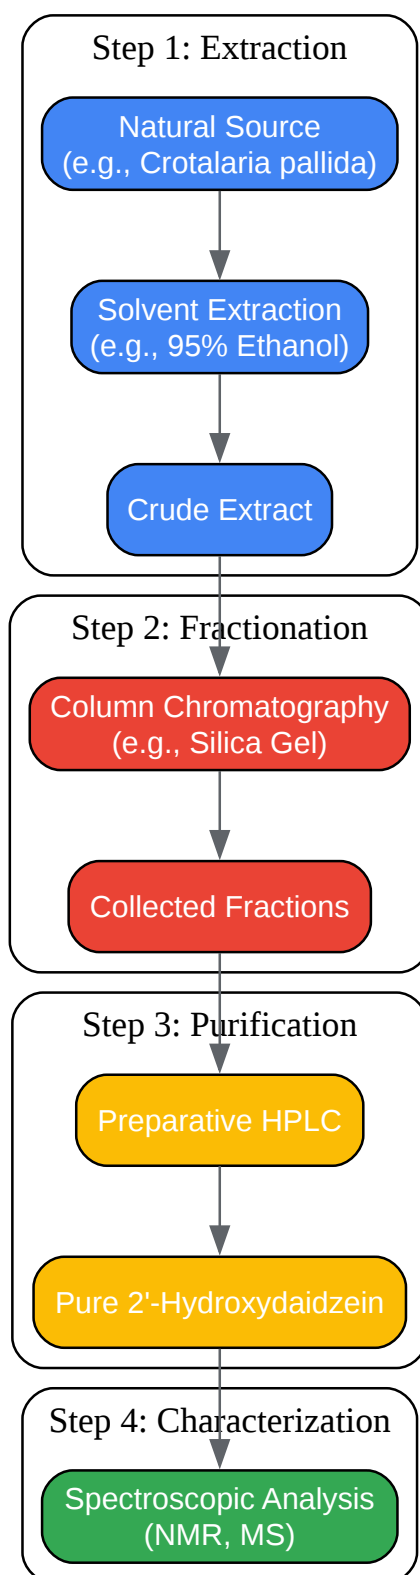 Step 1: Extraction
Natural Source
(e.g., Crotalaria pallida)
Solvent Extraction
(e.g., 95% Ethanol)
Crude Extract
Step 2: Fractionation
Column Chromatography
(e.g., Silica Gel)
Collected Fractions
Step 3: Purification
Preparative HPLC
Pure 2'-Hydroxydaidzein
Step 4: Characterization
Spectroscopic Analysis
(NMR, MS)